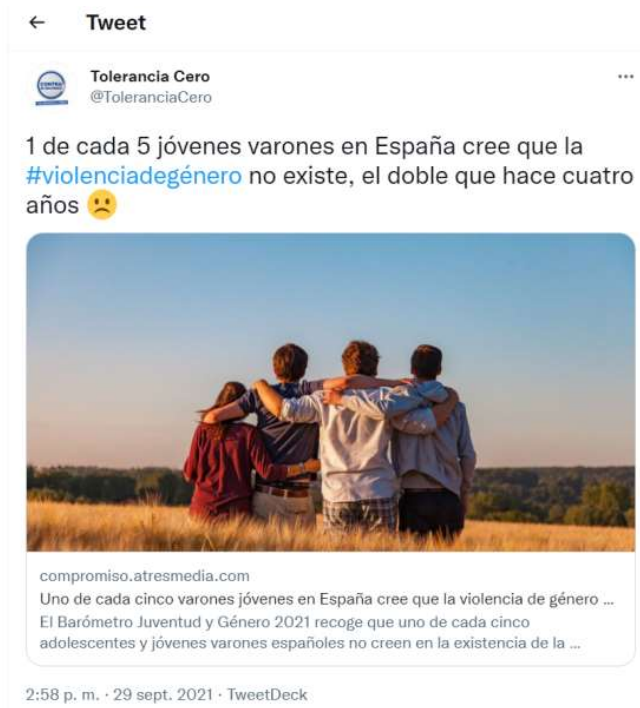 Tweet
Tolerancia Cero
@ToleranciaCero
1 de cada 5 jóvenes varones en España cree que la
#violenciadegénero no existe, el doble que hace cuatro
años
compromiso.atresmedia.com
Uno de cada cinco varones jóvenes en España cree que la violencia de género ...
El Barómetro Juventud y Género 2021 recoge que uno de cada cinco
adolescentes y jóvenes varones españoles no creen en la existencia de la ...
2:58 p. m. · 29 sept. 2021 · TweetDeck